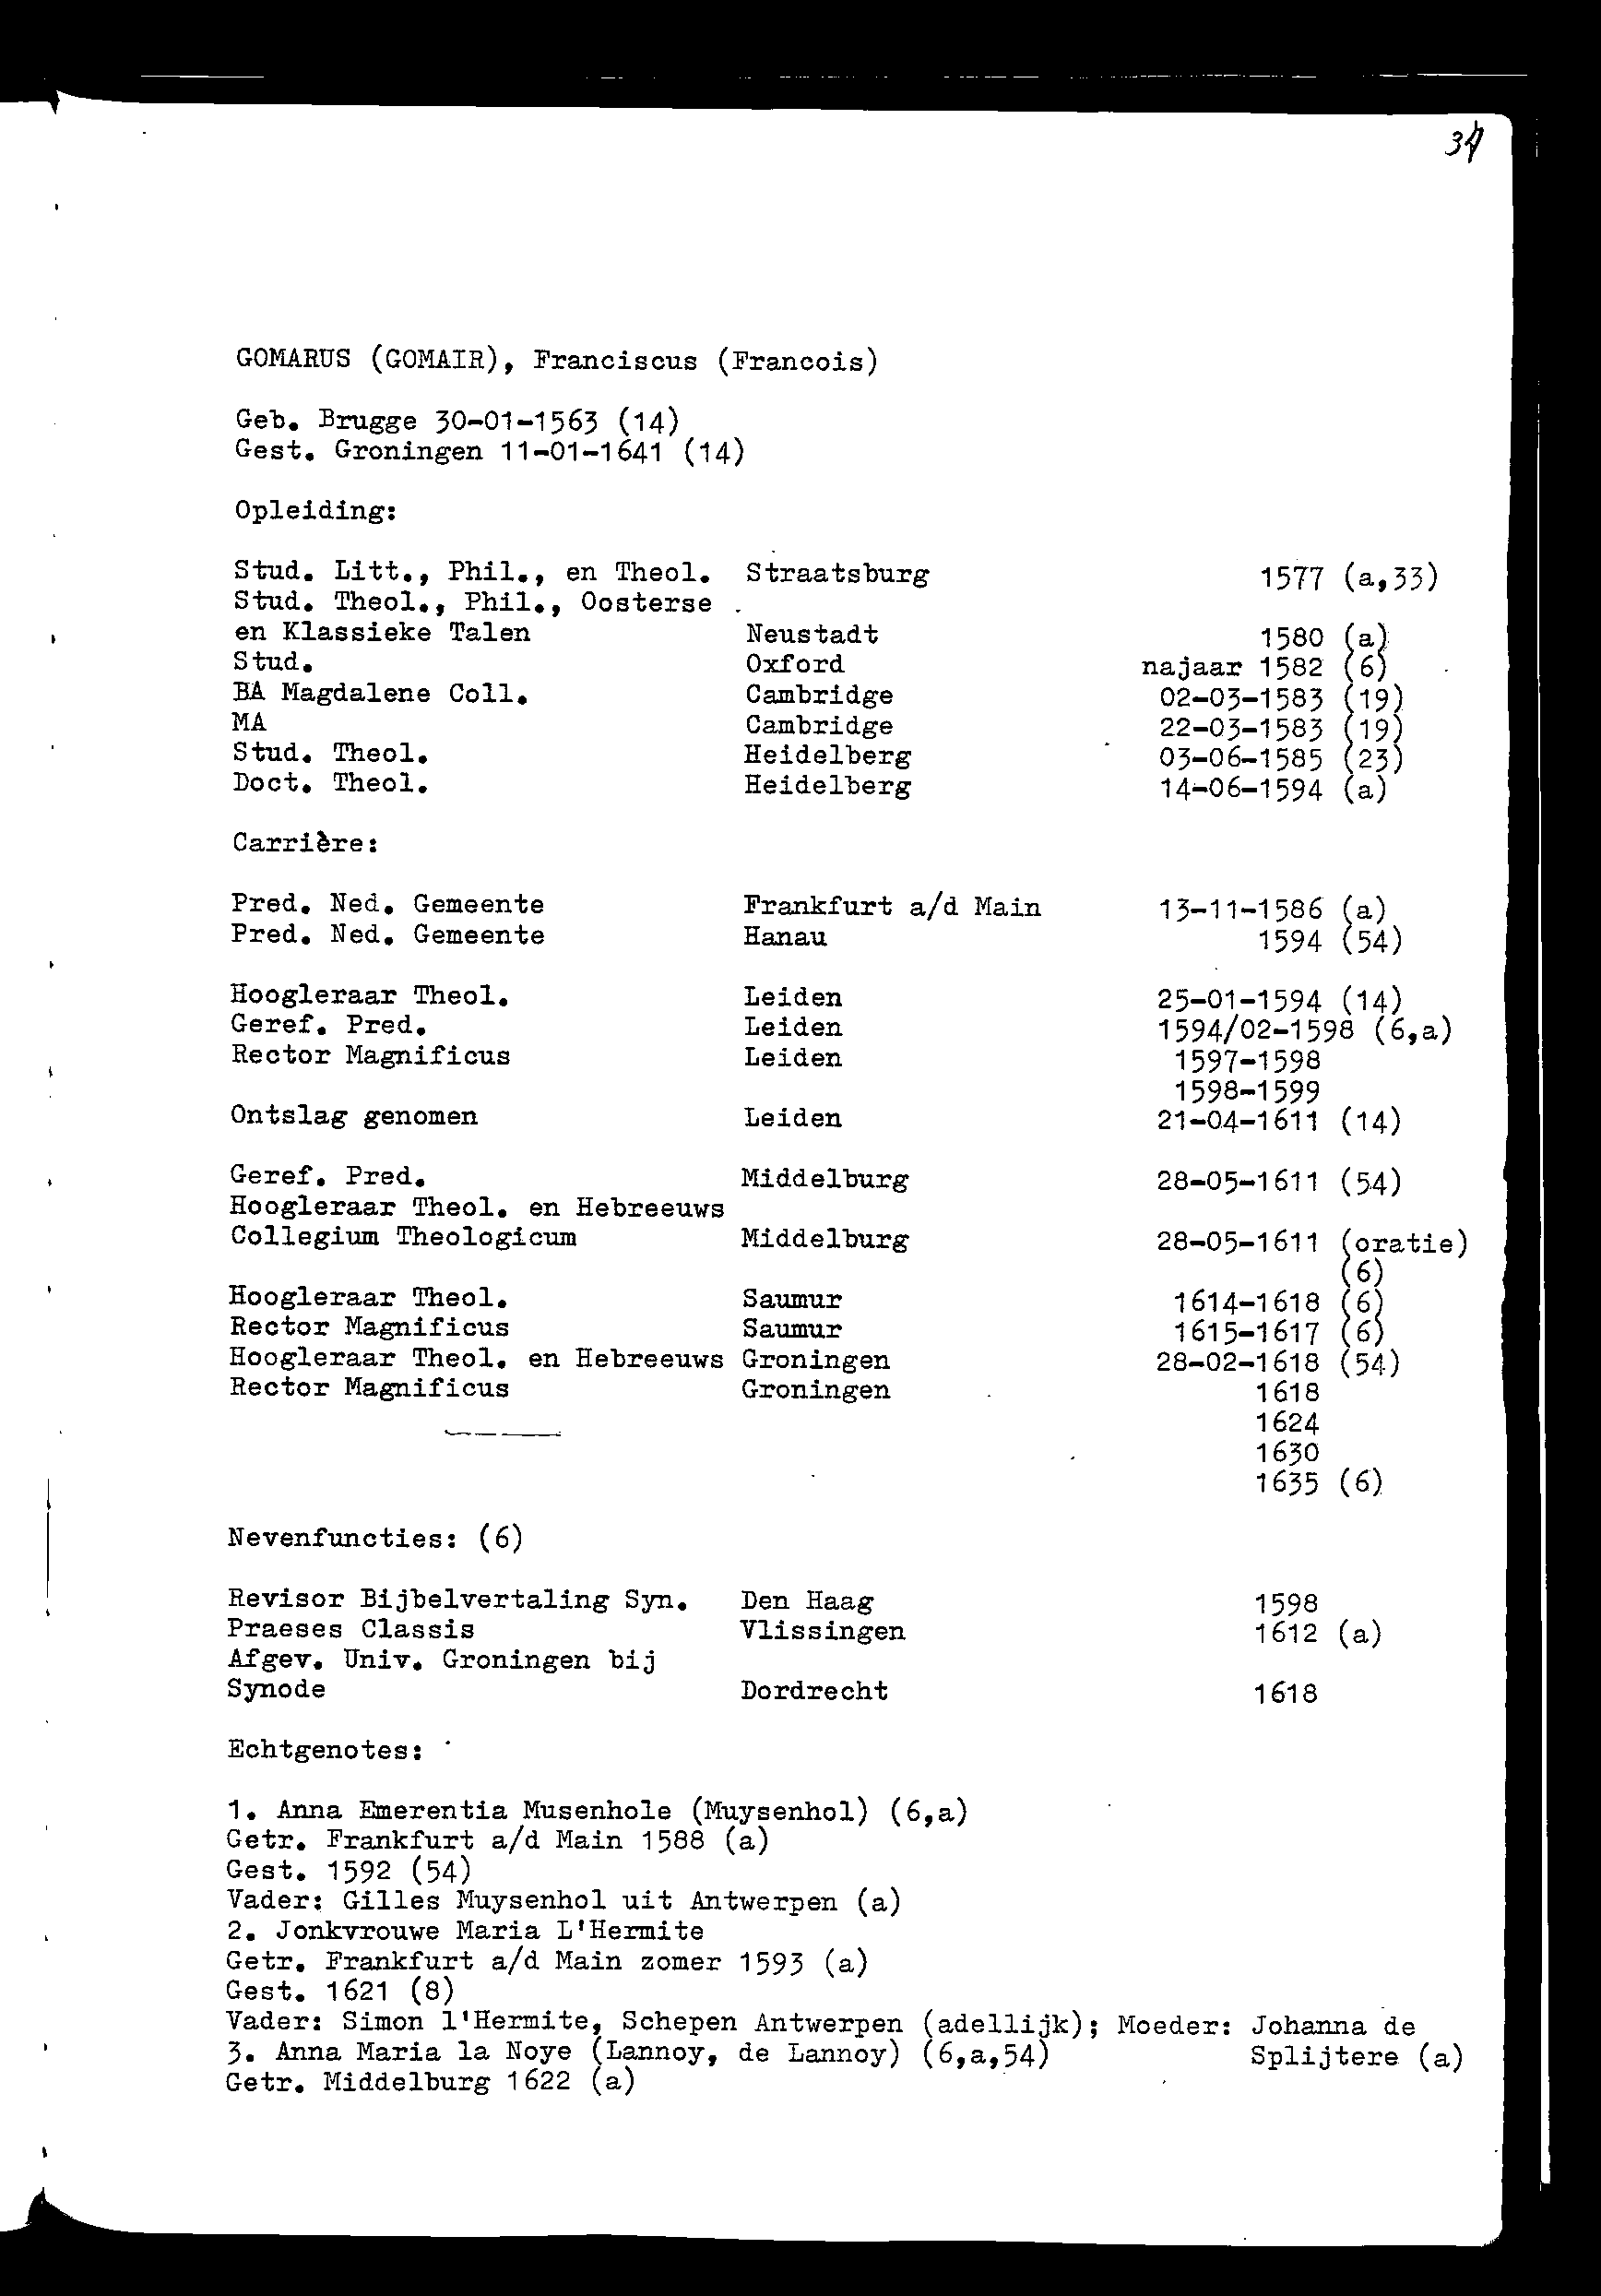 GOMARUS (GOMAIR), Franciscus (Francois)
Geb. Brugge 30-01-1563 (14)
Gest. Groningen 11-01-1641 (14)
Opleiding:
Stud. Litt., Phil., en Theol. Straatsburg 1577 (a,33)
Stud. Theol., Phil., Oosterse
en Klassieke Talen Neustadt 1580 (a)
Stud. Oxford najaar 1582 (6)
BA Magdalene Coll. Cambridge 02-03-1583 (19)
MA Cambridge 22-03-1583 (19)
Stud. Theol. Heidelberg 03-06-1585 (23)
Doct. Theol. Heidelberg 14-06-1594 (a)
Carrière:
Pred. Ned. Gemeente Frankfurt a/d Main 13-11-1586 (a)
Pred. Ned. Gemeente Hanau 1594 (54)
Hoogleraar Theol. Leiden 25-01-1594 (14)
Geref. Pred. Leiden 1594/02-1598 (6,a)
Rector Magnificus Leiden 1597-1598
1598-1599
Ontslag genomen Leiden 21-04-1611 (14)
Geref. Pred. Middelburg 28-05-1611 (54)
Hoogleraar Theol. en Hebreeuws
Collegium Theologicum Middelburg 28-05-1611 (oratie)
(6)
Hoogleraar Theol. Saumur 1614-1618 (6)
Rector Magnificus Saumur 1615-1617 (6)
Hoogleraar Theol. en Hebreeuws Groningen 28-02-1618 (54)
Rector Magnificus Groningen 1618
1624
1630
1635 (6)
Nevenfuncties: (6)
Revisor Bijbelvertaling Syn. Den Haag 1598
Praeses Classis Vlissingen 1612 (a)
Afgev. Univ. Groningen bij
Synode Dordrecht 1618
Echtgenotes:
1. Anna Emerentia Musenhole (Muysenhol) (6,a)
Getr. Frankfurt a/d Main 1588 (a)
Gest. 1592 (54)
Vader: Gilles Muysenhol uit Antwerpen (a)
2. Jonkvrouwe Maria L'Hermite
Getr. Frankfurt a/d Main zomer 1593 (a)
Gest. 1621 (8)
Vader: Simon l'Hermite, Schepen Antwerpen (adellijk); Moeder: Johanna de
3. Anna Maria la Noye (Lannoy, de Lannoy) (6,a,54) Splijtere (a)
Getr. Middelburg 1622 (a)